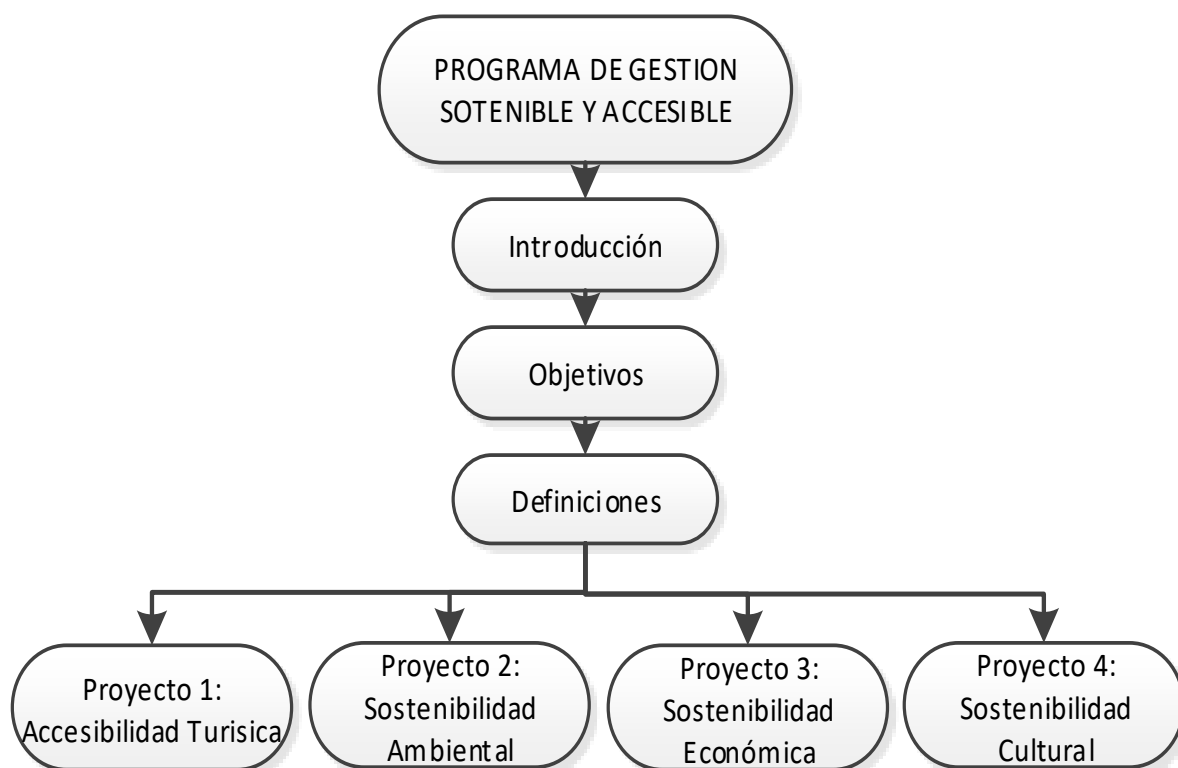 PROGRAMA DE GESTION
SOTENIBLE Y ACCESIBLE
Introducción
Objetivos
Definiciones
Proyecto 1:
Accesibilidad Turisica
Proyecto 2:
Sostenibilidad
Ambiental
Proyecto 3:
Sostenibilidad
Económica
Proyecto 4:
Sostenibilidad
Cultural